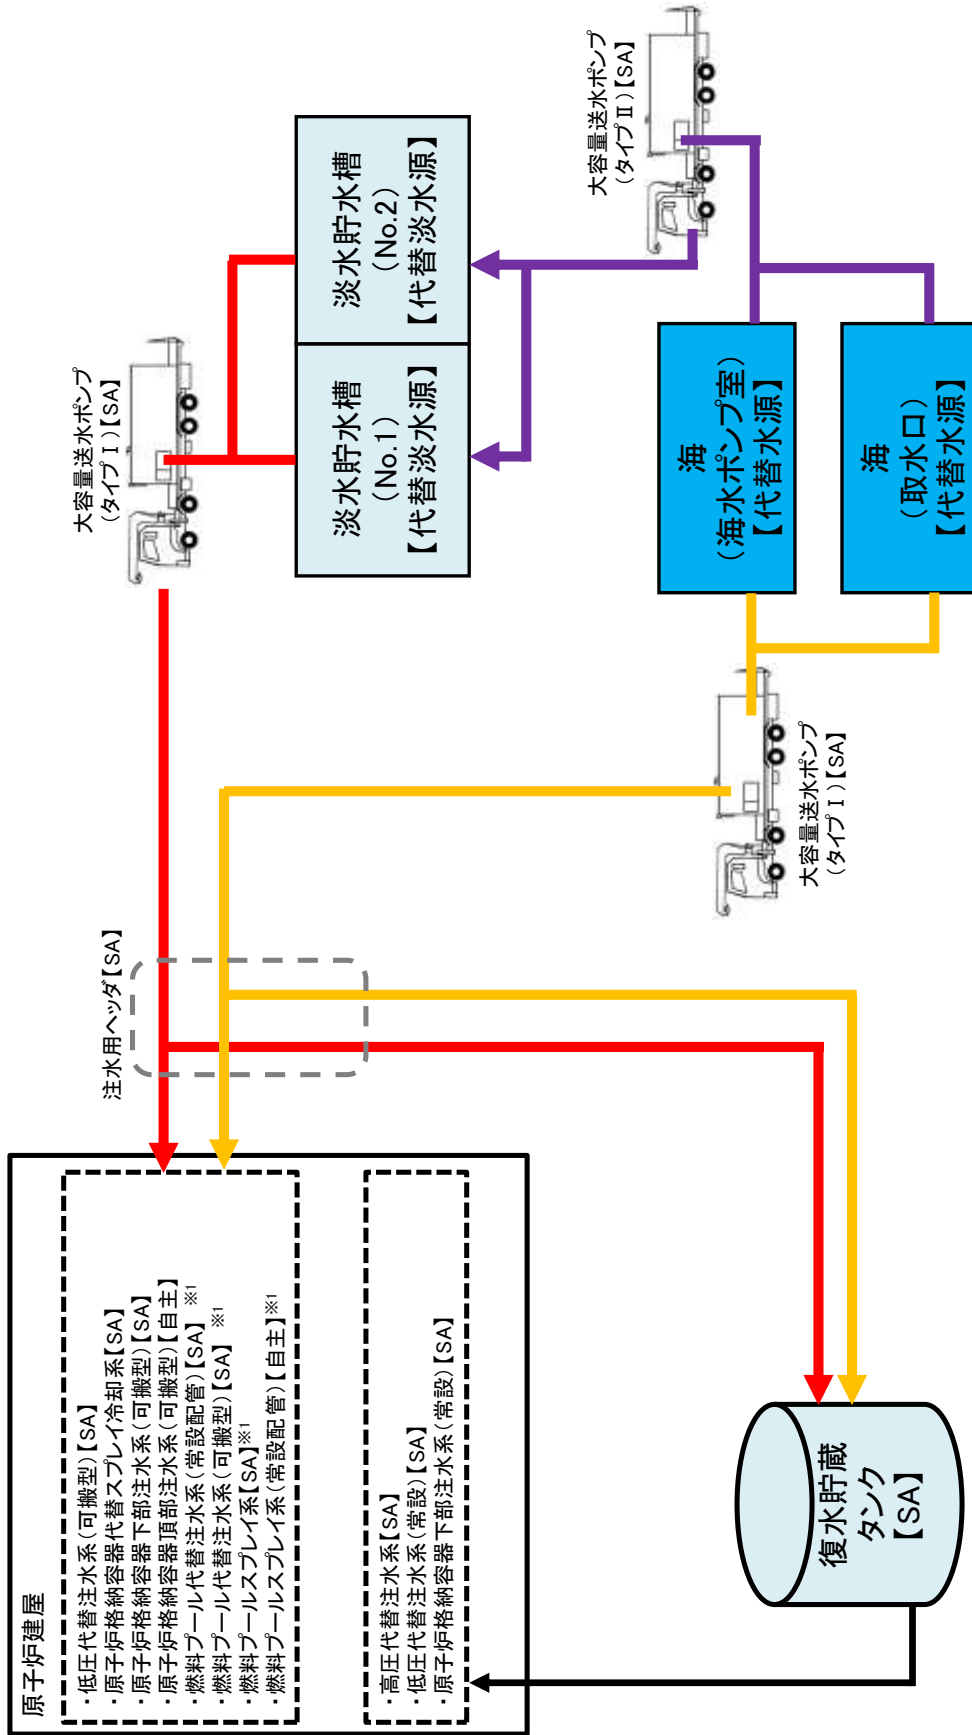 原子炉建屋
・低圧代替注水系(可搬型)【SA】
・原子炉格納容器代替スプレイ冷却系【SA】
・原子炉格納容器下部注水系(可搬型)【SA】
・原子炉格納容器頂部注水系(可搬型)【自主】
・燃料プール代替注水系(常設配管)【SA】※1
・燃料プール代替注水系(可搬型)【SA】※1
・燃料プールスプレイ系【SA】※1
・燃料プールスプレイ系(常設配管)【自主】※1
・高圧代替注水系【SA】
・低圧代替注水系(常設)【SA】
・原子炉格納容器下部注水系(常設)【SA】
復水貯蔵
タンク
【SA】
注水用ヘッダ【SA】
大容量送水ポンプ
(タイプⅠ)【SA】
大容量送水ポンプ
(タイプⅠ)【SA】
淡水貯水槽
(No.1)
【代替淡水源】
淡水貯水槽
(No.2)
【代替淡水源】
海
(海水ポンプ室)
【代替水源】
海
(取水口)
【代替水源】
大容量送水ポンプ
(タイプⅡ)【SA】